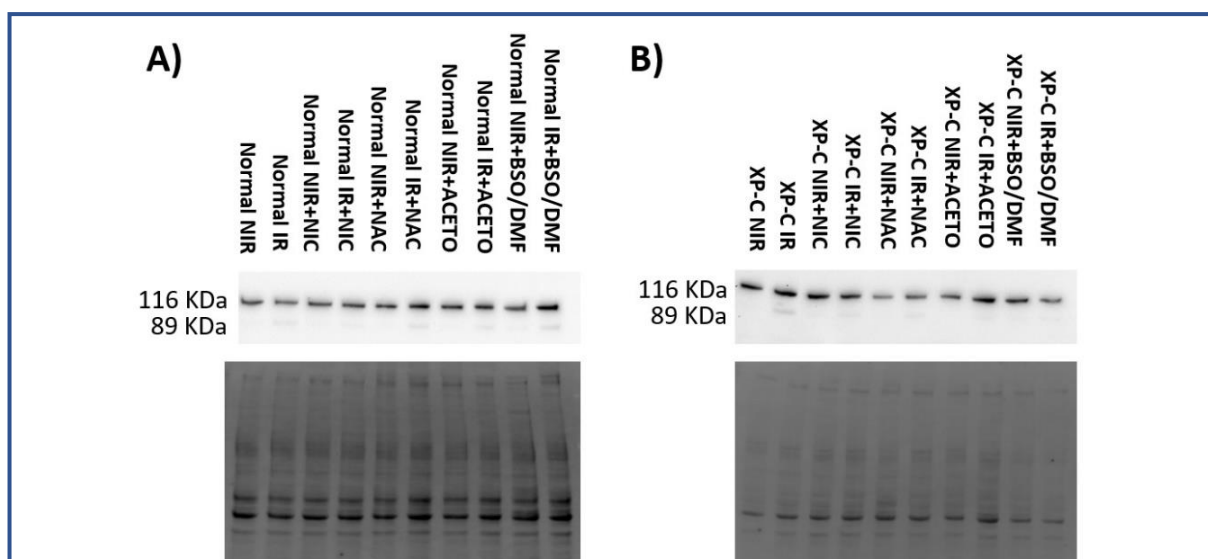 A)
Normal NIR
Normal IR
Normal NIR+NIC
Normal IR+NIC
Normal NIR+NAC
Normal IR+NAC
Normal NIR+ACETO
Normal IR+ACETO
Normal NIR+BSO/DMF
Normal IR+BSO/DMF
116 KDa
89 KDa
B)
XP-C NIR
XP-C IR
XP-C NIR+NIC
XP-C IR+NIC
XP-C NIR+NAC
XP-C IR+NAC
XP-C NIR+ACETO
XP-C IR+ACETO
XP-C NIR+BSO/DMF
XP-C IR+BSO/DMF
116 KDa
89 KDa